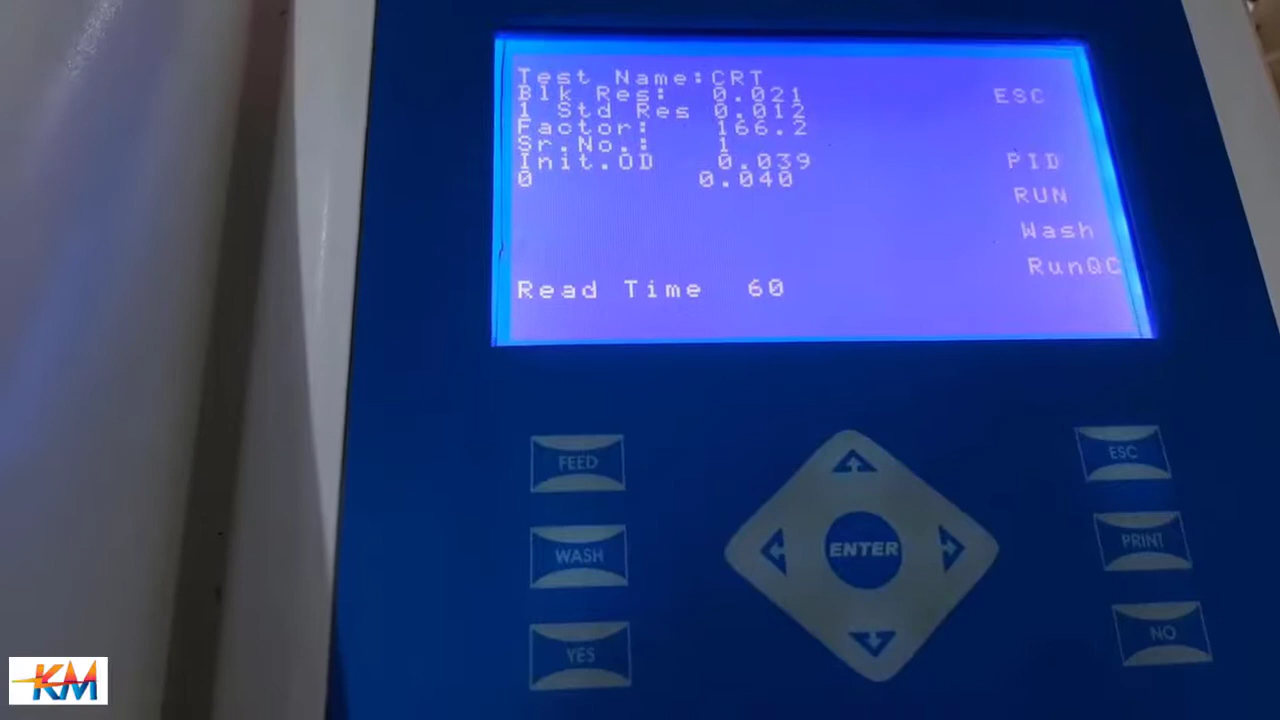 Test Name:CRT
Blk Res: 0.021
1 Std Res 0.012
Factor: 166.2
Sr.No.: 1
Init.OD 0.039
0 0.040
Read Time 60
ESC
PID
RUN
Wash
RunQC
FEED
WASH
YES
ENTER
ESC
PRINT
NO
KM